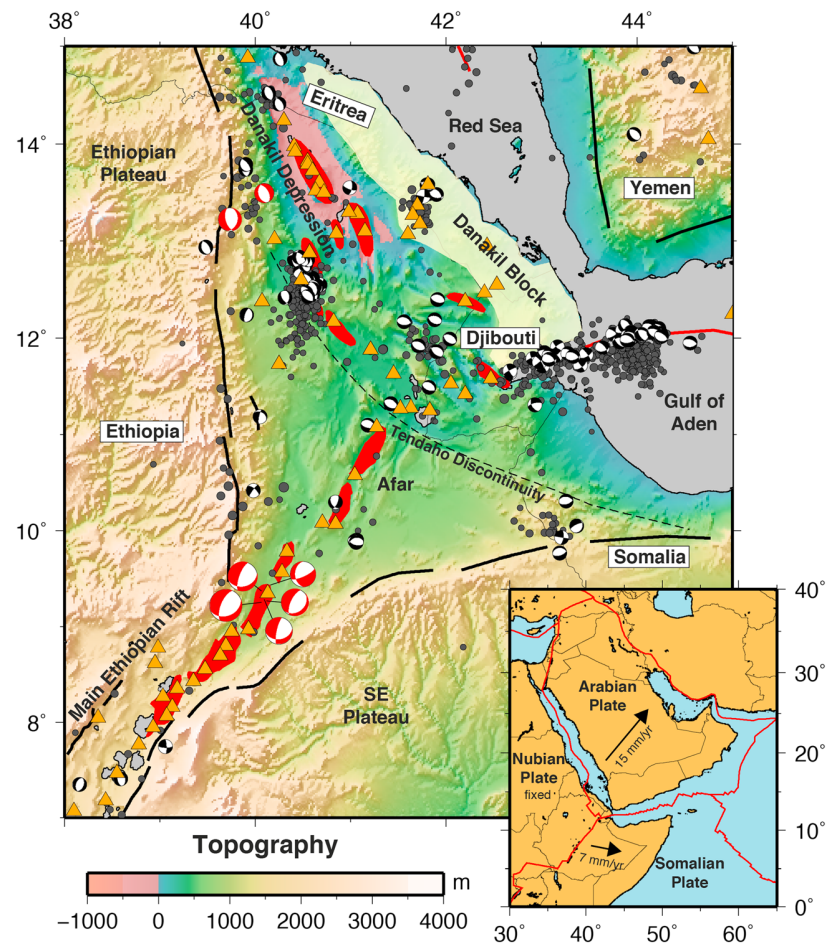 38°
40°
42°
44°
14°
12°
10°
8°
Eritrea
Red Sea
Ethiopian
Plateau
Danakil Depression
Yemen
Danakil Block
Djibouti
Gulf of
Aden
Ethiopia
Tendaho Discontinuity
Afar
Somalia
Main Ethiopian Rift
SE
Plateau
40°
30°
20°
10°
0°
Arabian
Plate
15 mm/yr
Nubian
Plate
fixed
7 mm/yr
Somalian
Plate
30°
40°
50°
60°
Topography
m
−1000
0
1000
2000
3000
4000